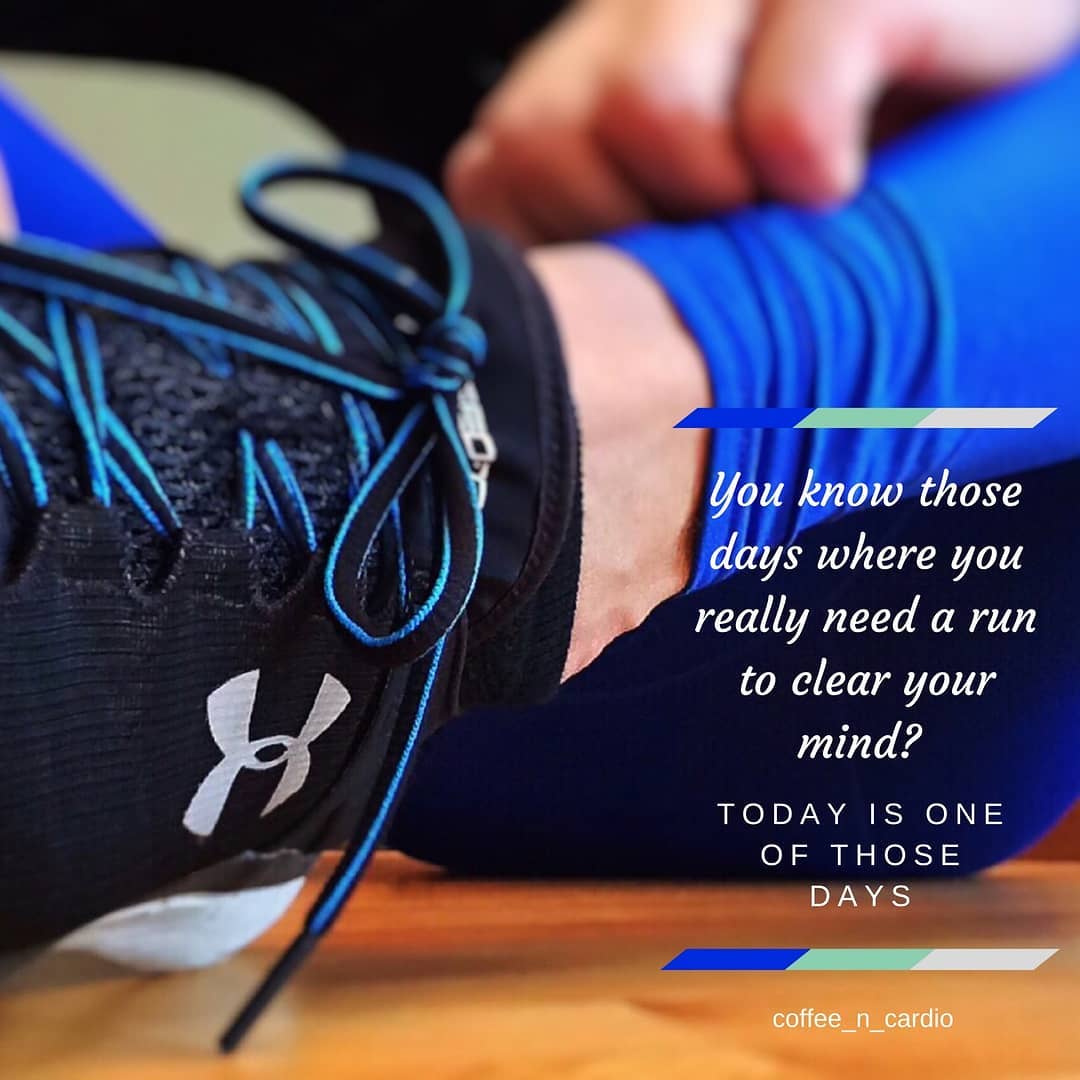 You know those
days where you
really need a run
to clear your
mind?
TODAY IS ONE
OF THOSE
DAYS
coffee_n_cardio